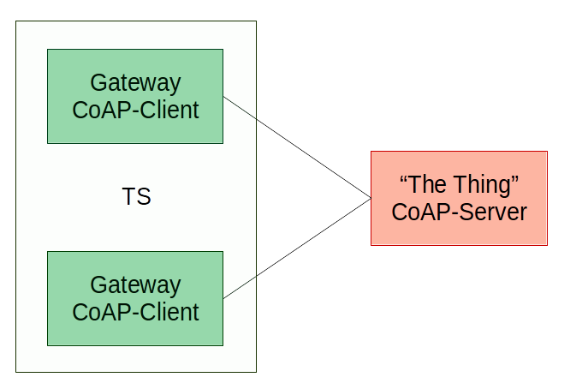 Gateway
CoAP-Client
TS
“The Thing”
CoAP-Server
Gateway
CoAP-Client